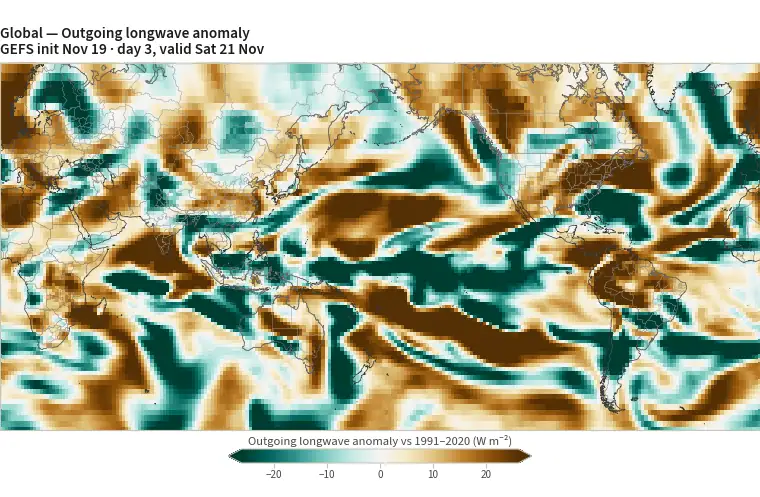 Global — Outgoing longwave anomaly
GEFS init Nov 19 · day 3, valid Sat 21 Nov
Outgoing longwave anomaly vs 1991–2020 (W m⁻²)
−20 −10 0 10 20